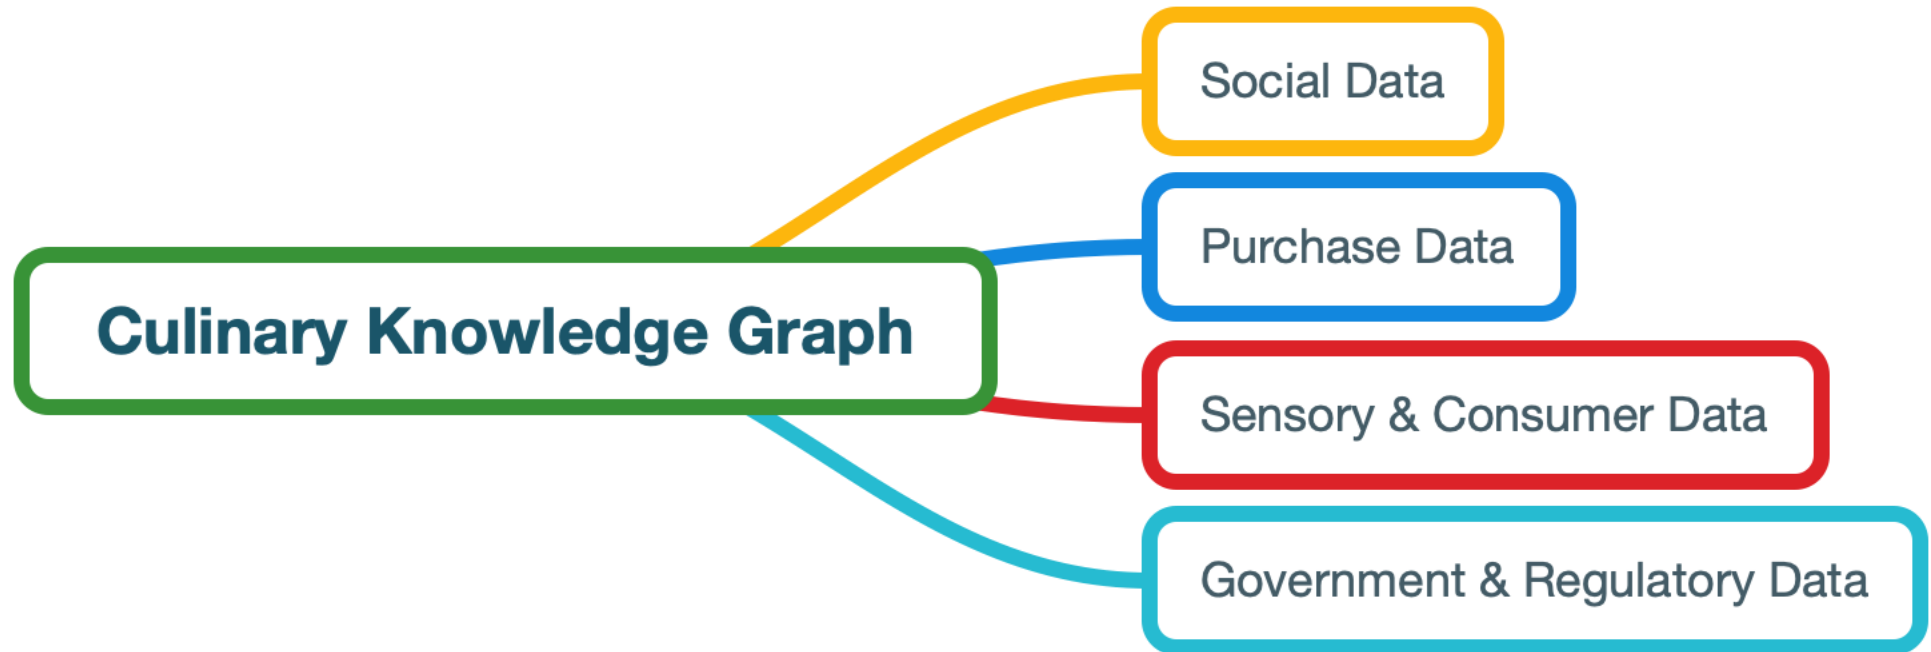 Social Data
Purchase Data
Culinary Knowledge Graph
Sensory & Consumer Data
Government & Regulatory Data